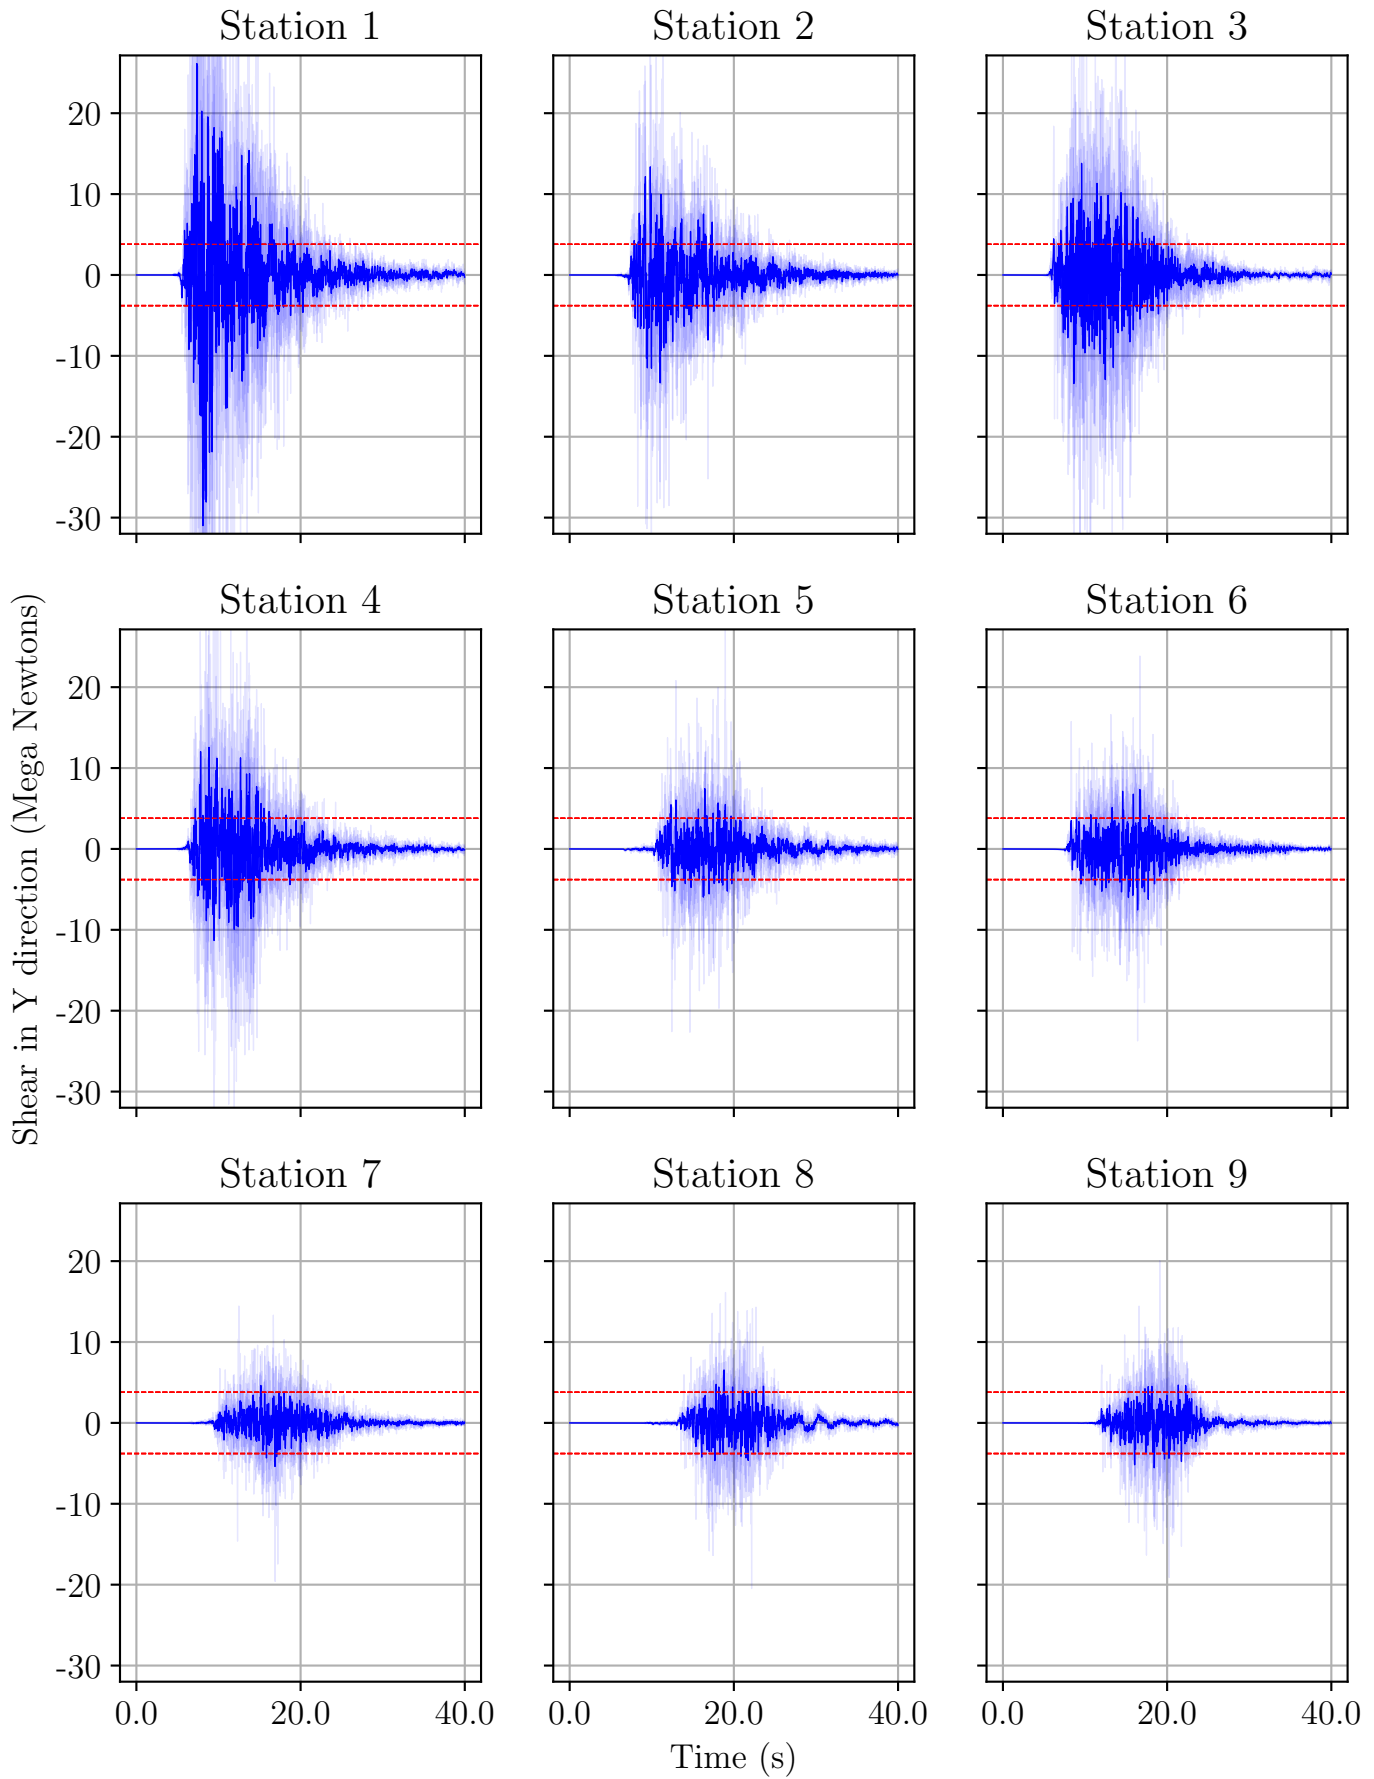 Station 1
Station 2
Station 3
20
10
0
-10
-20
-30
Shear in Y direction (Mega Newtons)
Station 4
Station 5
Station 6
20
10
0
-10
-20
-30
Station 7
Station 8
Station 9
20
10
0
-10
-20
-30
0.0 20.0 40.0 0.0 20.0 40.0 0.0 20.0 40.0
Time (s)